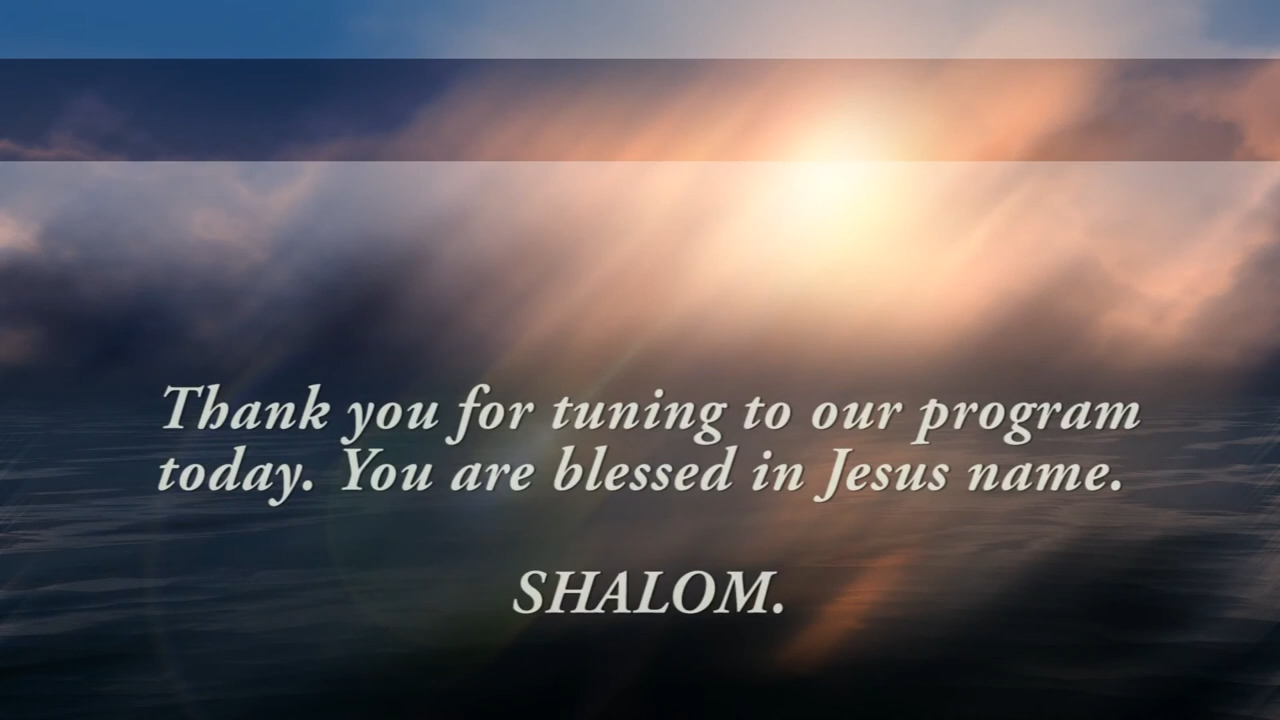 Thank you for tuning to our program
today. You are blessed in Jesus name.
SHALOM.